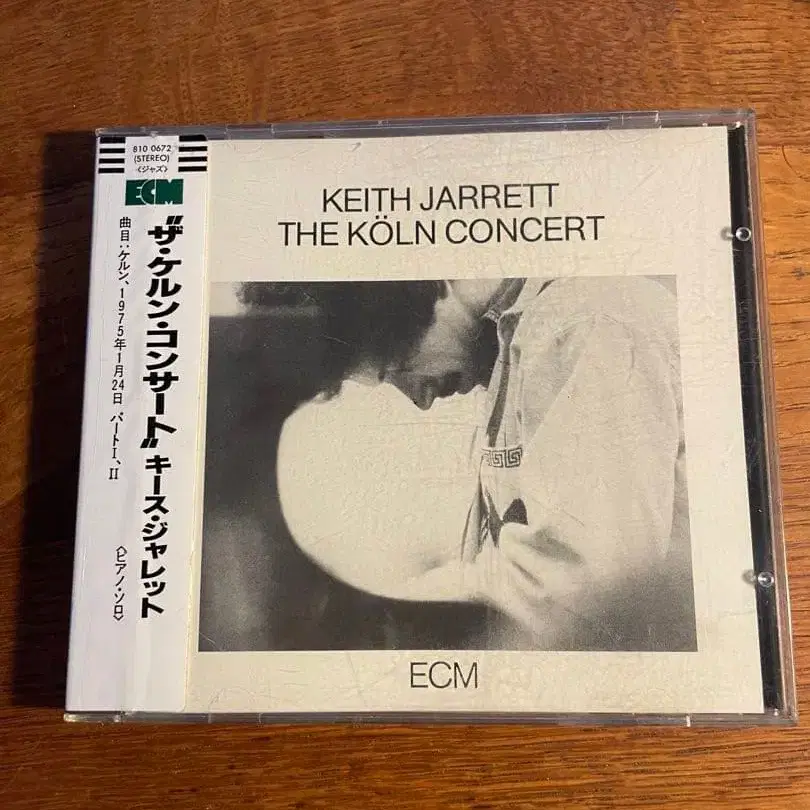 810 0672
(STEREO)
〈ジャズ〉
ECM
“ザ・ケルン・コンサート” キース・ジャレット
曲目:ケルン、1975年1月24日 パートI、II
〈ピアノ・ソロ〉
KEITH JARRETT
THE KÖLN CONCERT
ECM